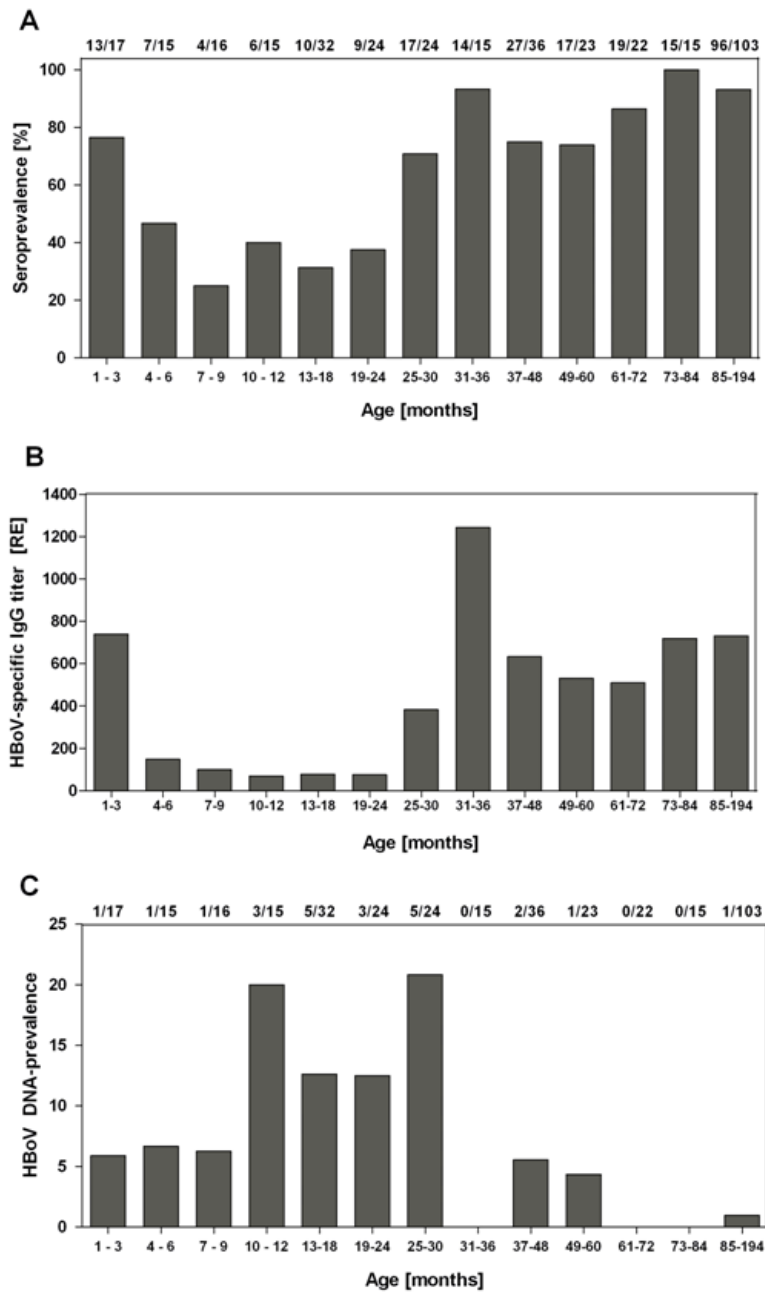 A
13/17 7/15 4/16 6/15 10/32 9/24 17/24 14/15 27/36 17/23 19/22 15/15 96/103
100
80
60
40
20
0
Seroprevalence [%]
1 - 3 4 - 6 7 - 9 10 - 12 13-18 19-24 25-30 31-36 37-48 49-60 61-72 73-84 85-194
Age [months]
B
1400
1200
1000
800
600
400
200
0
HBoV-specific IgG titer [RE]
1-3 4-6 7-9 10-12 13-18 19-24 25-30 31-36 37-48 49-60 61-72 73-84 85-194
Age [months]
C
1/17 1/15 1/16 3/15 5/32 3/24 5/24 0/15 2/36 1/23 0/22 0/15 1/103
25
20
15
10
5
0
HBoV DNA-prevalence
1 - 3 4 - 6 7 - 9 10 - 12 13-18 19-24 25-30 31-36 37-48 49-60 61-72 73-84 85-194
Age [months]